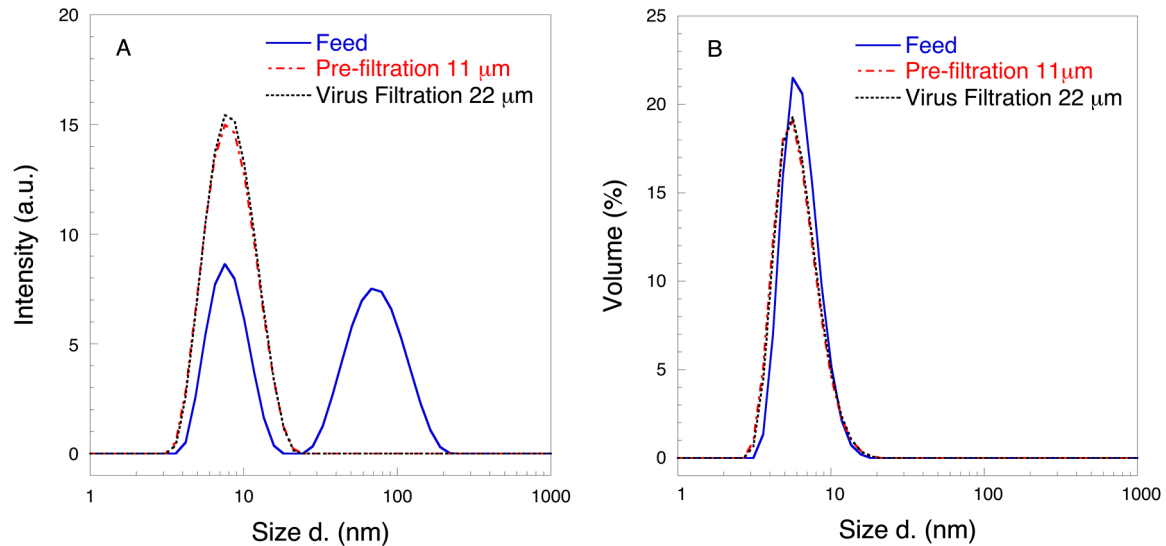 A
Feed
Pre-filtration 11 μm
Virus Filtration 22 μm
Intensity (a.u.)
20
15
10
5
0
1
10
100
1000
Size d. (nm)
B
Feed
Pre-filtration 11μm
Virus Filtration 22 μm
Volume (%)
25
20
15
10
5
0
1
10
100
1000
Size d. (nm)